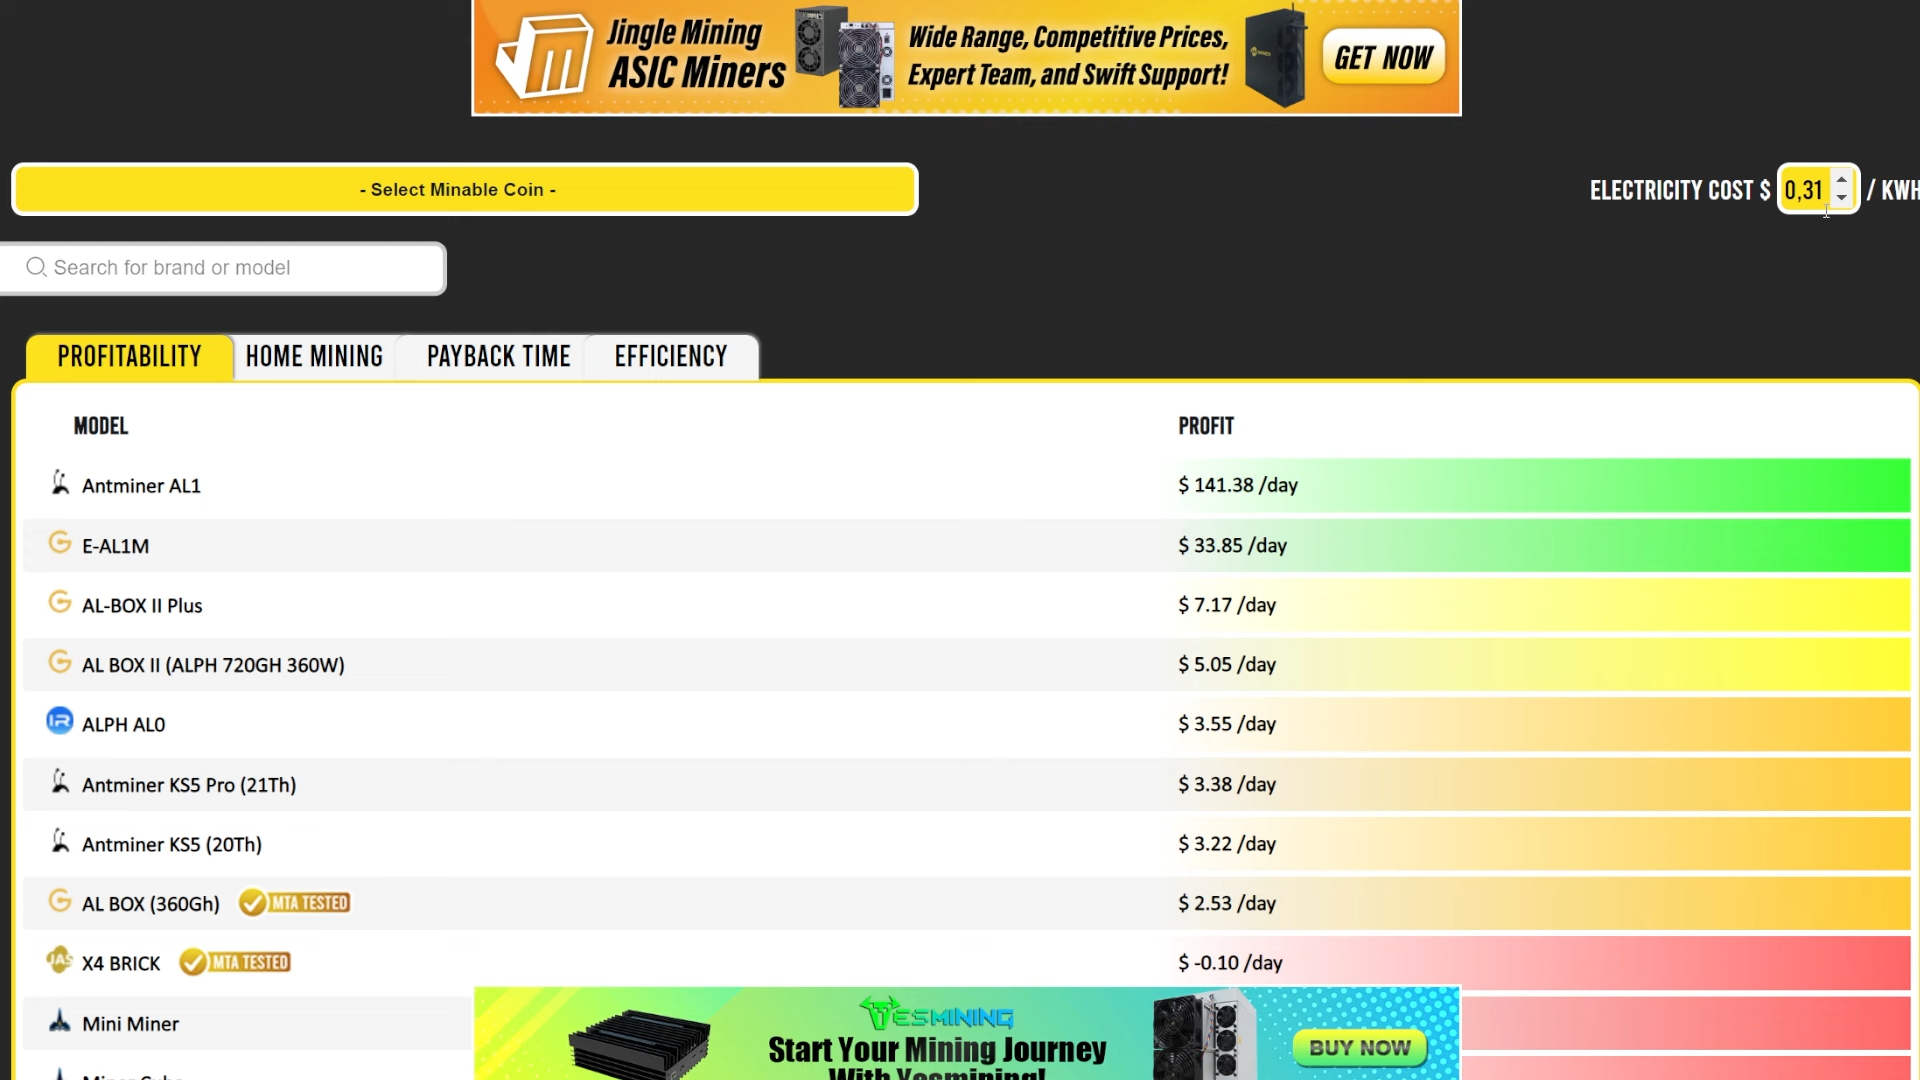 Jingle Mining
ASIC Miners
Wide Range, Competitive Prices,
Expert Team, and Swift Support!
GET NOW
- Select Minable Coin -
ELECTRICITY COST $ 0,31 / KWH
Search for brand or model
PROFITABILITY HOME MINING PAYBACK TIME EFFICIENCY
MODEL PROFIT
Antminer AL1 $ 141.38 /day
E-AL1M $ 33.85 /day
AL-BOX II Plus $ 7.17 /day
AL BOX II (ALPH 720GH 360W) $ 5.05 /day
IR ALPH AL0 $ 3.55 /day
Antminer KS5 Pro (21Th) $ 3.38 /day
Antminer KS5 (20Th) $ 3.22 /day
AL BOX (360Gh) MTA TESTED $ 2.53 /day
JAS X4 BRICK MTA TESTED $ -0.10 /day
Mini Miner
YESMINING
Start Your Mining Journey
With Yesmining!
BUY NOW